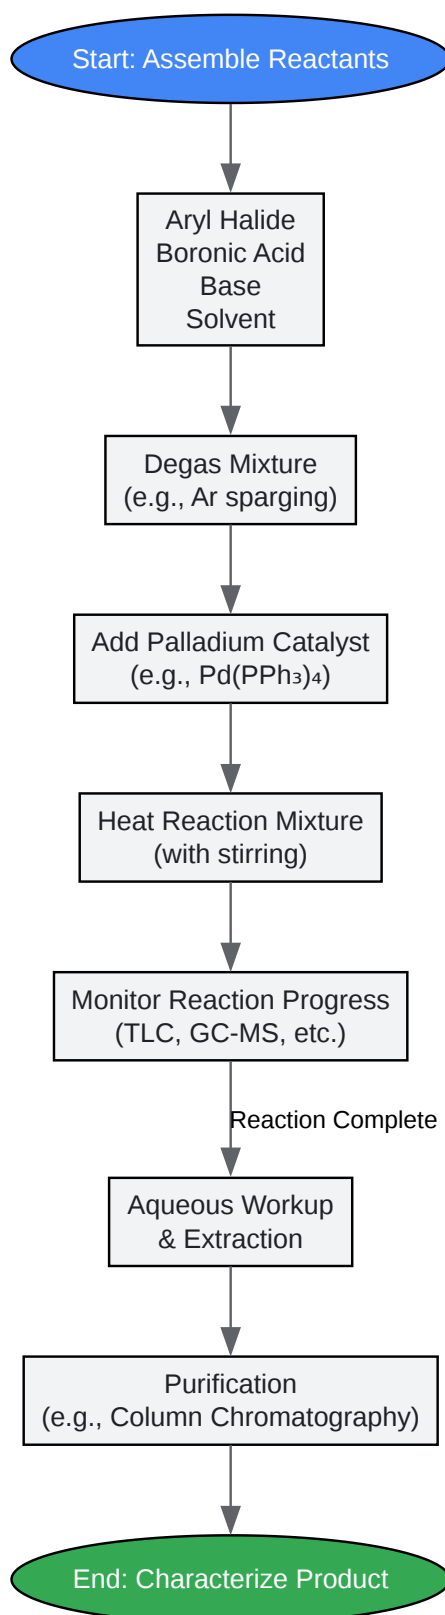 Start: Assemble Reactants
Aryl Halide
Boronic Acid
Base
Solvent
Degas Mixture
(e.g., Ar sparging)
Add Palladium Catalyst
(e.g., Pd(PPh₃)₄)
Heat Reaction Mixture
(with stirring)
Monitor Reaction Progress
(TLC, GC-MS, etc.)
Reaction Complete
Aqueous Workup
& Extraction
Purification
(e.g., Column Chromatography)
End: Characterize Product